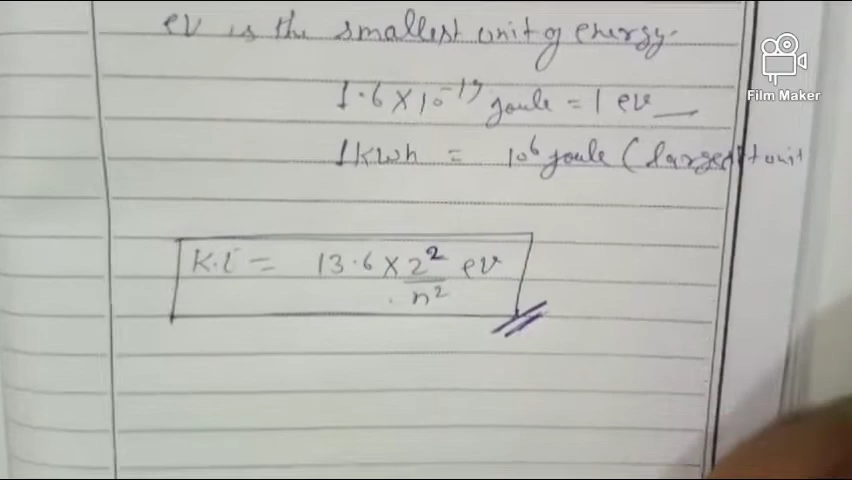 ev is the smallest unit of energy.
1.6 × 10⁻¹⁹ joule = 1 ev
Film Maker
1 kwh = 10⁶ joule (largest unit
K.E = 13.6 × Z²/n² ev